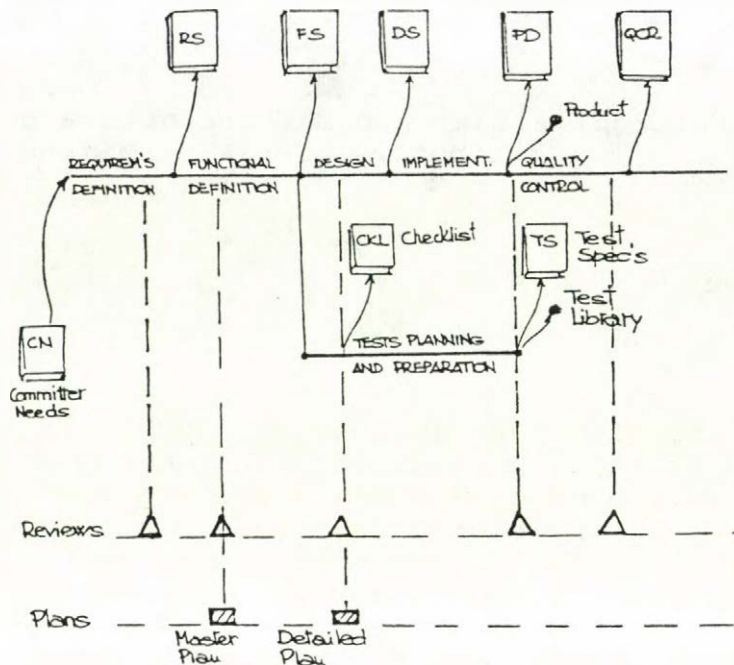 RS
FS
DS
PD
QCR
Product
REQUIREM'S FUNCTIONAL DESIGN IMPLEMENT. QUALITY
DEFINITION DEFINITION CONTROL
CKL Checklist
TS Test
Spec's
Test
Library
CN
TESTS PLANNING
AND PREPARATION
Committer
Needs
Reviews
Plans
Master
Plan
Detailed
Plan